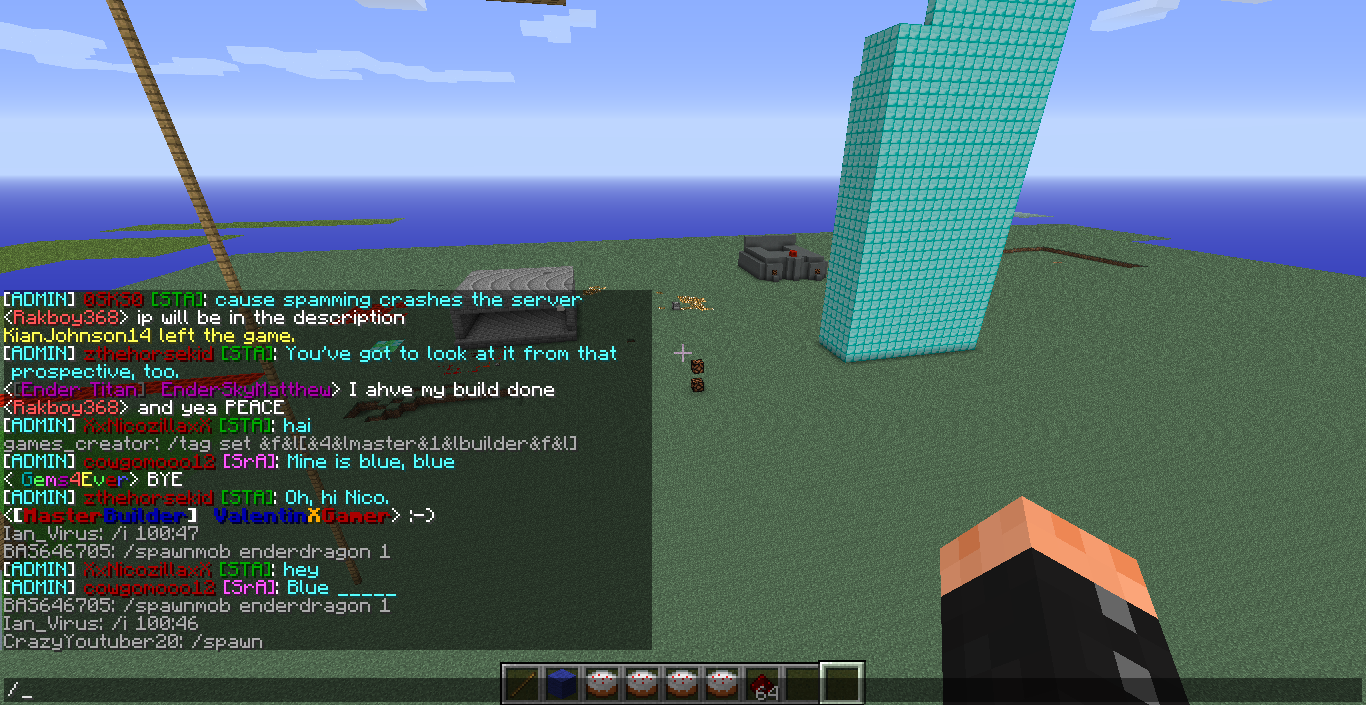 [ADMIN] 0SK50 [STA]: cause spamming crashes the server
<Rakboy368> ip will be in the description
KianJohnson14 left the game.
[ADMIN] zthehorsekid [STA]: You've got to look at it from that
prospective, too.
<[Ender Titan] EnderSkyMatthew> I ahve my build done
<Rakboy368> and yea PEACE
[ADMIN] XxNicozillaxX [STA]: hai
games_creator: /tag set &f&l[&4&lmaster&1&lbuilder&f&l]
[ADMIN] cowgomooo12 [SrA]: Mine is blue, blue
< Gems4Ever> BYE
[ADMIN] zthehorsekid [STA]: Oh, hi Nico.
<[MasterBuilder] ValentinXGamer> :-)
Ian_Virus: /i 100:47
BAS646705: /spawnmob enderdragon 1
[ADMIN] XxNicozillaxX [STA]: hey
[ADMIN] cowgomooo12 [SrA]: Blue _____
BAS646705: /spawnmob enderdragon 1
Ian_Virus: /i 100:46
CrazyYoutuber20: /spawn
64
/_